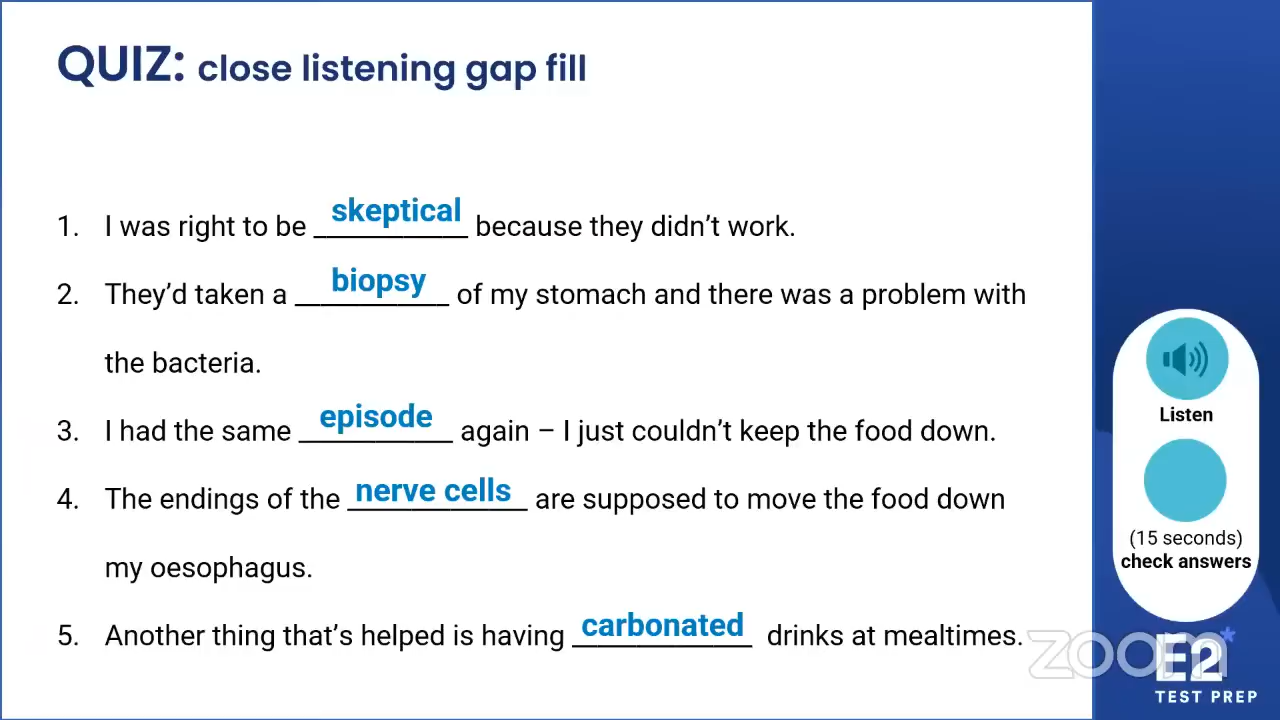 QUIZ: close listening gap fill
1. I was right to be skeptical because they didn’t work.
2. They’d taken a biopsy of my stomach and there was a problem with
the bacteria.
3. I had the same episode again – I just couldn’t keep the food down.
4. The endings of the nerve cells are supposed to move the food down
my oesophagus.
5. Another thing that’s helped is having carbonated drinks at mealtimes.
Listen
(15 seconds)
check answers
zoom
E2*
TEST PREP